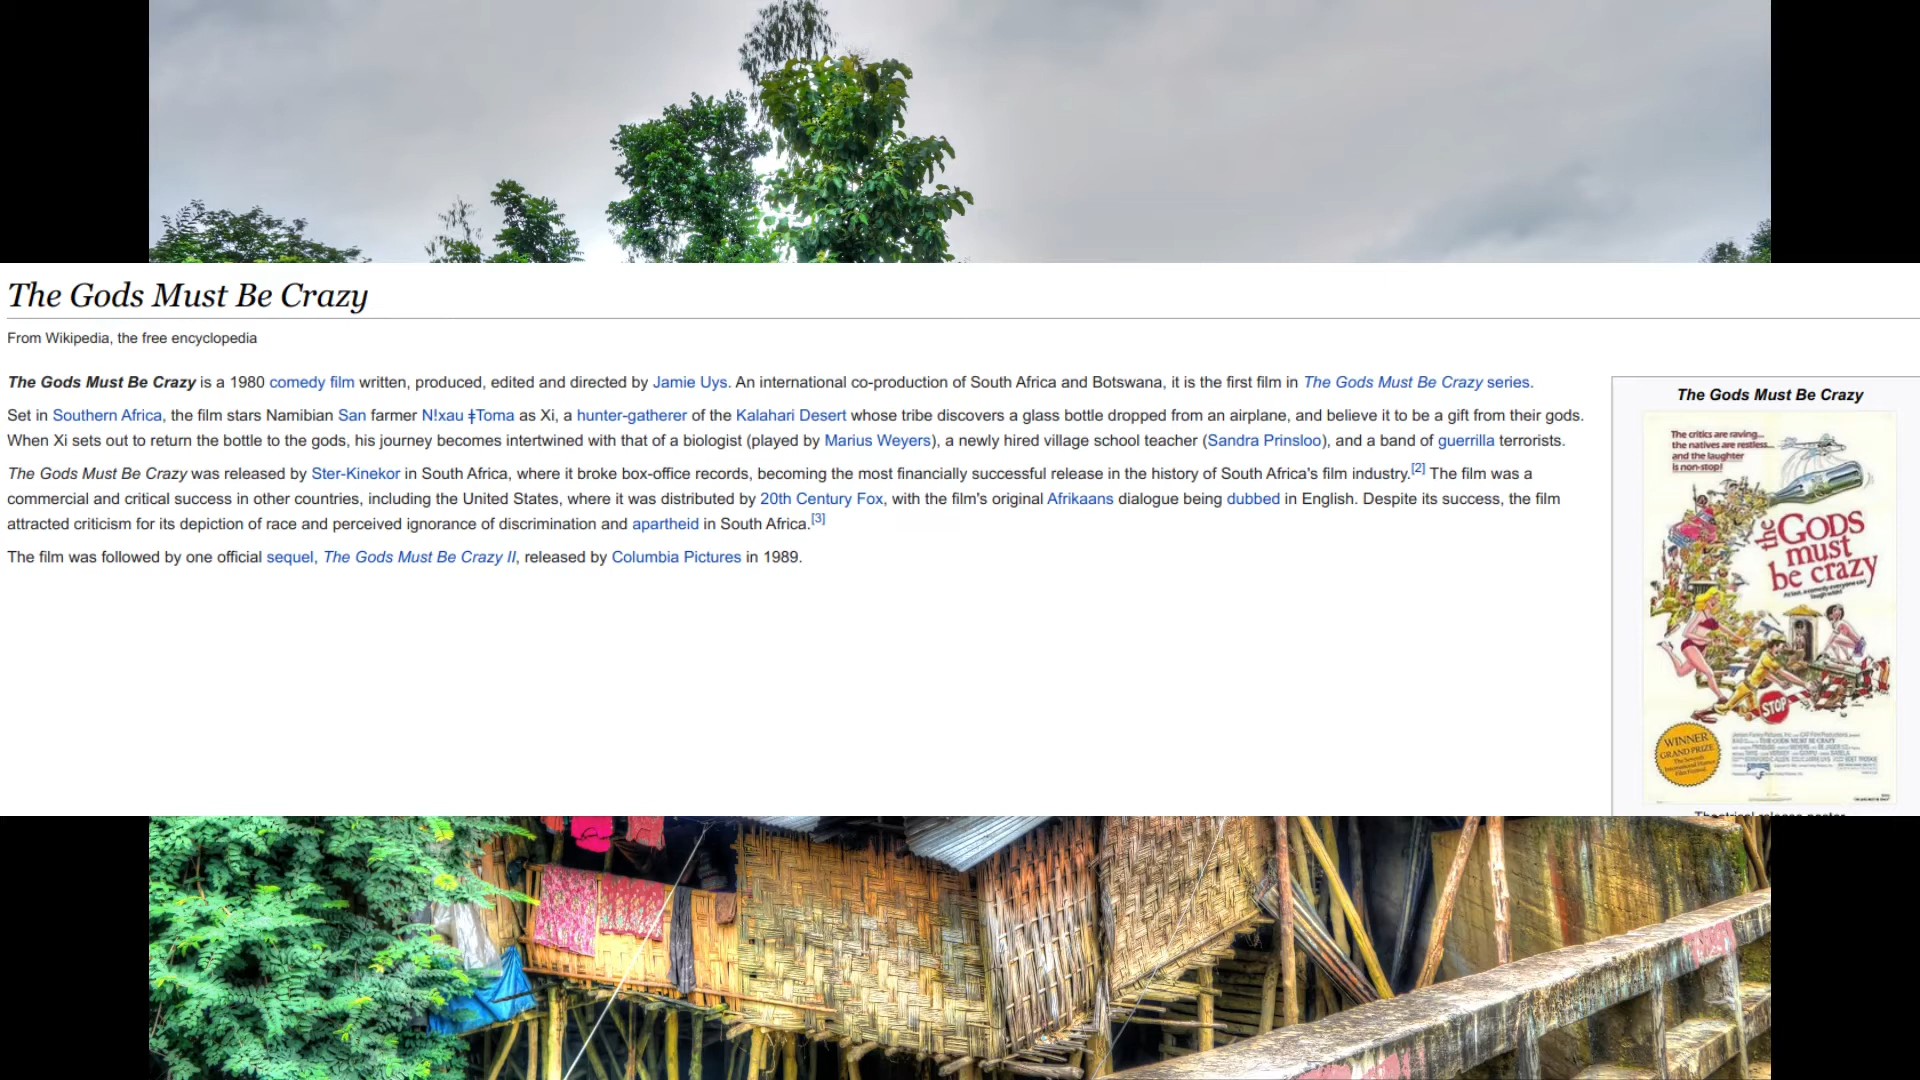 The Gods Must Be Crazy
From Wikipedia, the free encyclopedia
The Gods Must Be Crazy is a 1980 comedy film written, produced, edited and directed by Jamie Uys. An international co-production of South Africa and Botswana, it is the first film in The Gods Must Be Crazy series.
Set in Southern Africa, the film stars Namibian San farmer N!xau ǂToma as Xi, a hunter-gatherer of the Kalahari Desert whose tribe discovers a glass bottle dropped from an airplane, and believe it to be a gift from their gods.
When Xi sets out to return the bottle to the gods, his journey becomes intertwined with that of a biologist (played by Marius Weyers), a newly hired village school teacher (Sandra Prinsloo), and a band of guerrilla terrorists.
The Gods Must Be Crazy was released by Ster-Kinekor in South Africa, where it broke box-office records, becoming the most financially successful release in the history of South Africa's film industry.[2] The film was a
commercial and critical success in other countries, including the United States, where it was distributed by 20th Century Fox, with the film's original Afrikaans dialogue being dubbed in English. Despite its success, the film
attracted criticism for its depiction of race and perceived ignorance of discrimination and apartheid in South Africa.[3]
The film was followed by one official sequel, The Gods Must Be Crazy II, released by Columbia Pictures in 1989.
The Gods Must Be Crazy
The critics are raving...
the natives are restless...
and the laughter
is non-stop!
the GODS
must
be crazy
STOP
WINNER
GRAND PRIZE
The Seventh
International Humor
Film Festival
Theatrical release poster